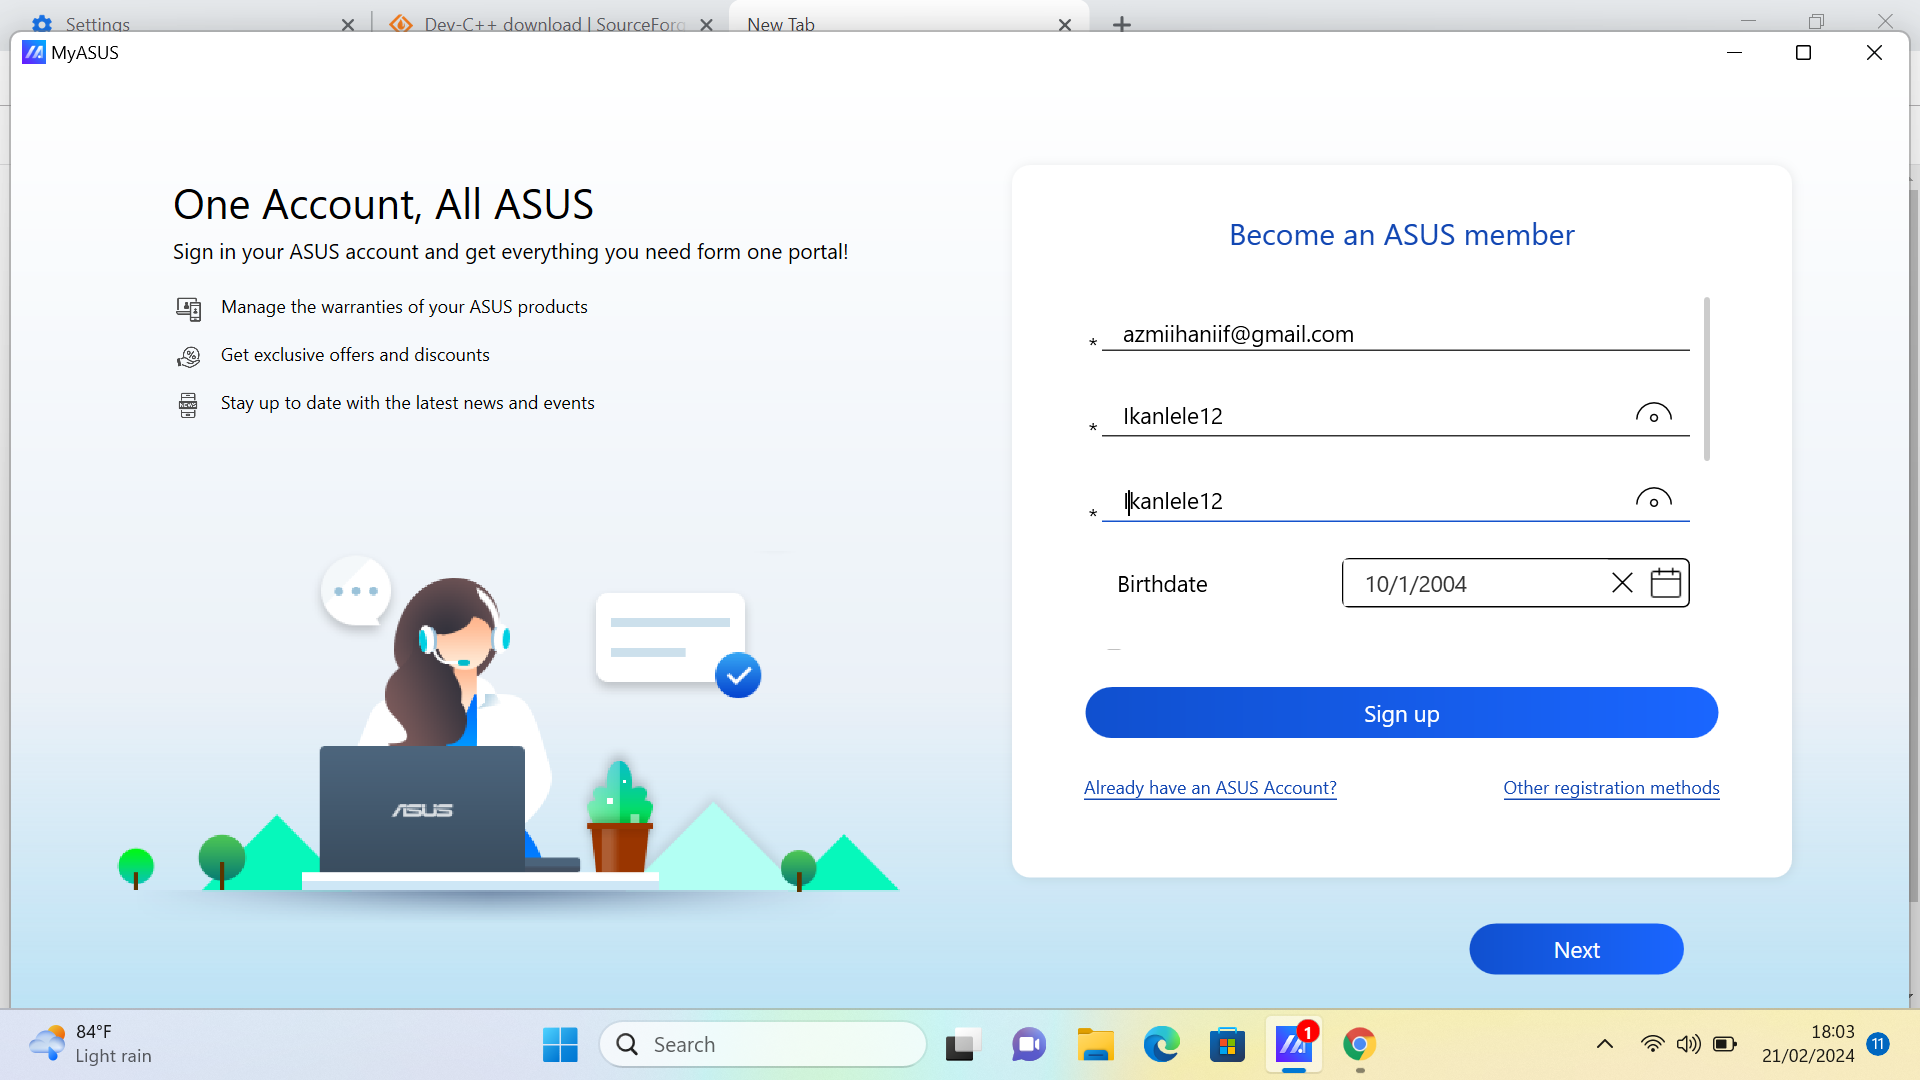 Settings
Dev-C++ download | SourceForg
New Tab
MyASUS
One Account, All ASUS
Sign in your ASUS account and get everything you need form one portal!
Manage the warranties of your ASUS products
Get exclusive offers and discounts
Stay up to date with the latest news and events
ASUS
Become an ASUS member
* azmiihaniif@gmail.com
* Ikanlele12
* Ikanlele12
Birthdate 10/1/2004
Sign up
Already have an ASUS Account? Other registration methods
Next
84°F
Light rain
Search
1
18:03
21/02/2024
11